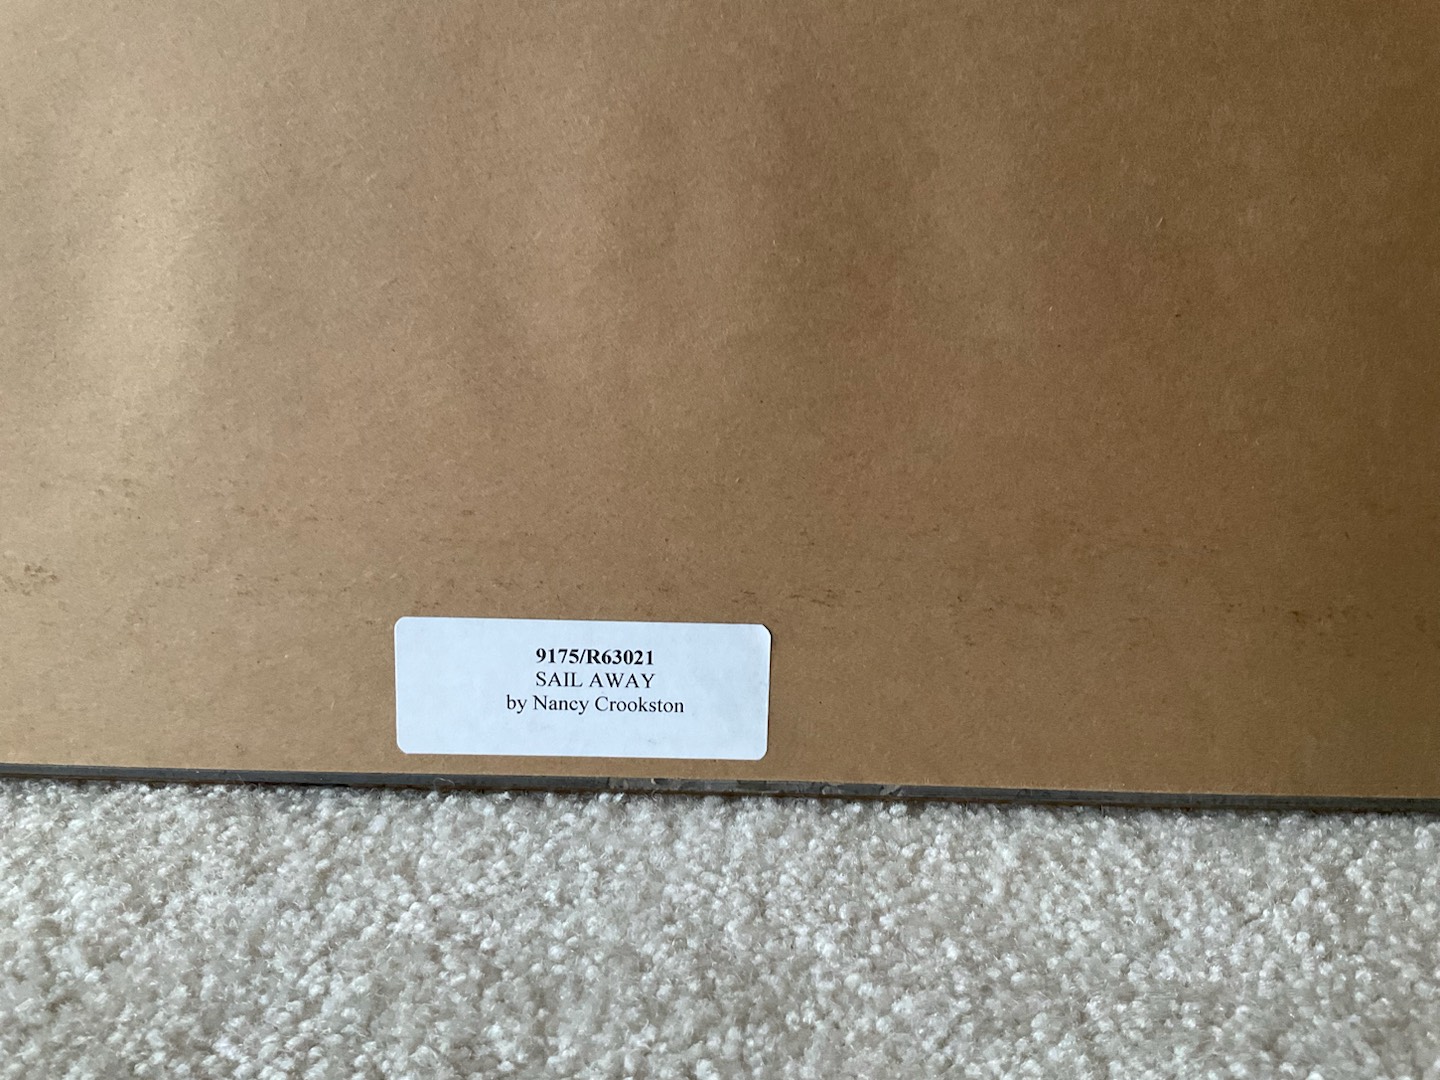 9175/R63021
SAIL AWAY
by Nancy Crookston